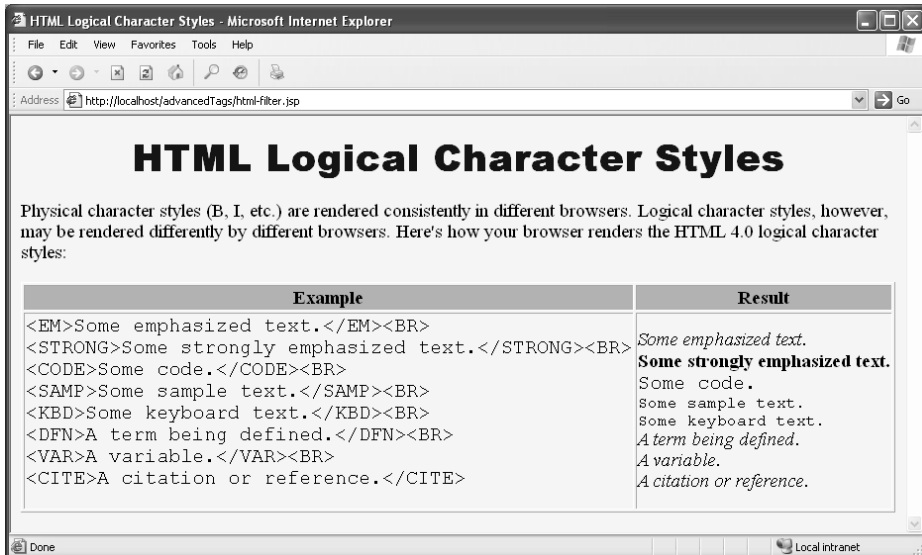 HTML Logical Character Styles - Microsoft Internet Explorer
File Edit View Favorites Tools Help
Address http://localhost/advancedTags/html-filter.jsp Go
HTML Logical Character Styles
Physical character styles (B, I, etc.) are rendered consistently in different browsers. Logical character styles, however,
may be rendered differently by different browsers. Here's how your browser renders the HTML 4.0 logical character
styles:
Example
<EM>Some emphasized text.</EM><BR>
<STRONG>Some strongly emphasized text.</STRONG><BR>
<CODE>Some code.</CODE><BR>
<SAMP>Some sample text.</SAMP><BR>
<KBD>Some keyboard text.</KBD><BR>
<DFN>A term being defined.</DFN><BR>
<VAR>A variable.</VAR><BR>
<CITE>A citation or reference.</CITE>
Result
Some emphasized text.
Some strongly emphasized text.
Some code.
Some sample text.
Some keyboard text.
A term being defined.
A variable.
A citation or reference.
Done Local intranet